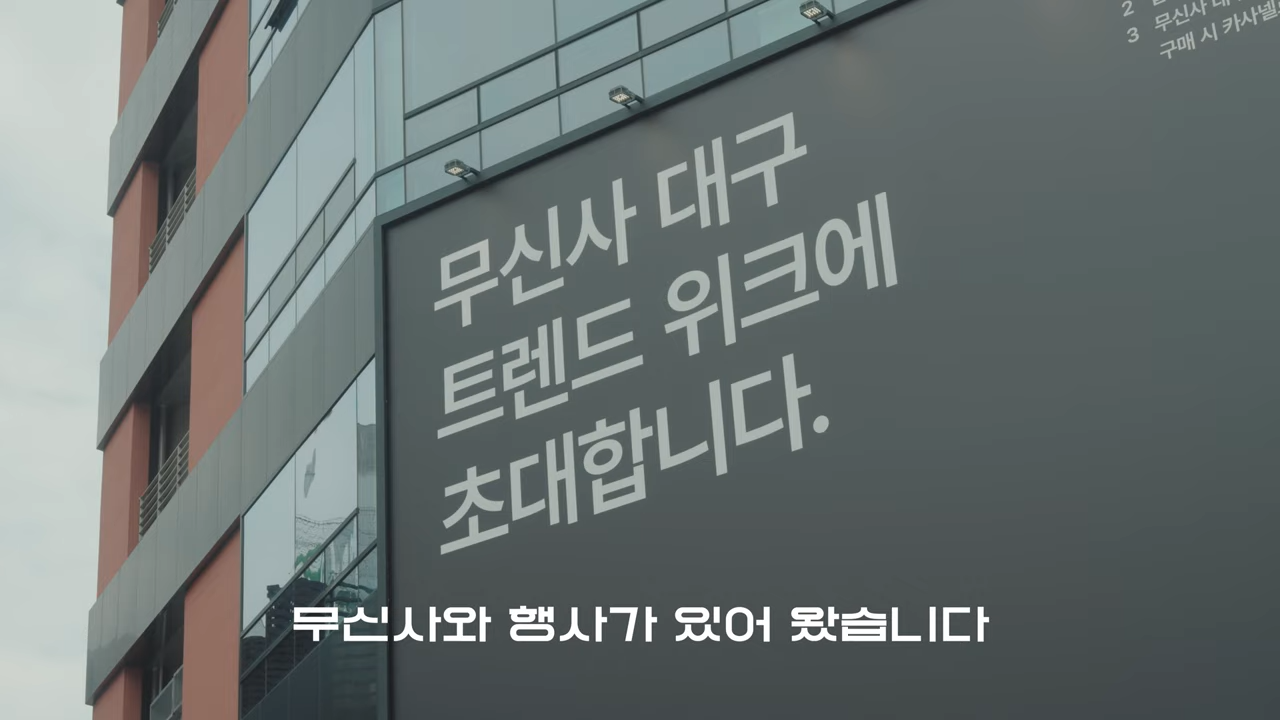 무신사 대구
트렌드 위크에
초대합니다.
2
3 무신사 대
구매 시 카사넬
무신사와 행사가 있어 왔습니다